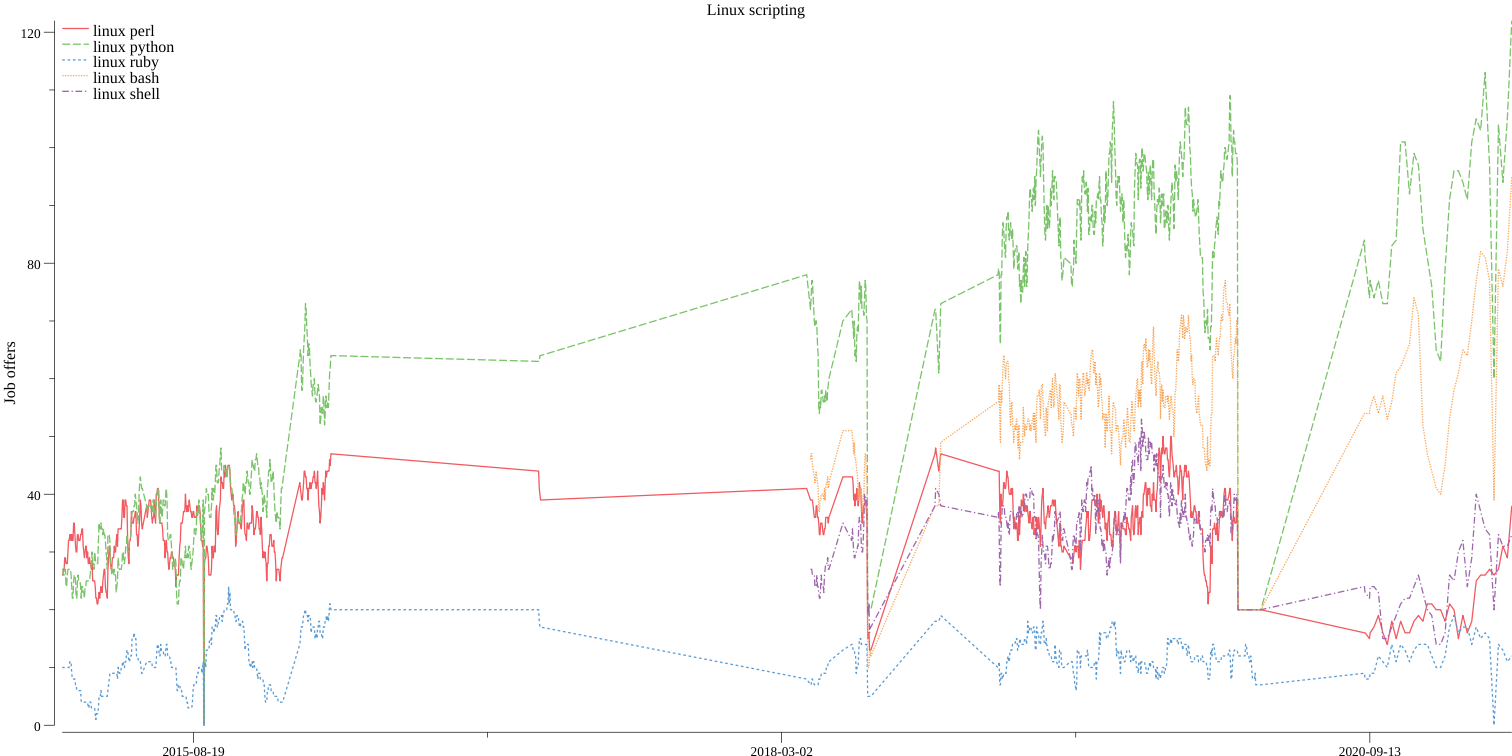 Linux scripting
120
linux perl
linux python
linux ruby
linux bash
linux shell
80
Job offers
40
0
2015-08-19
2018-03-02
2020-09-13